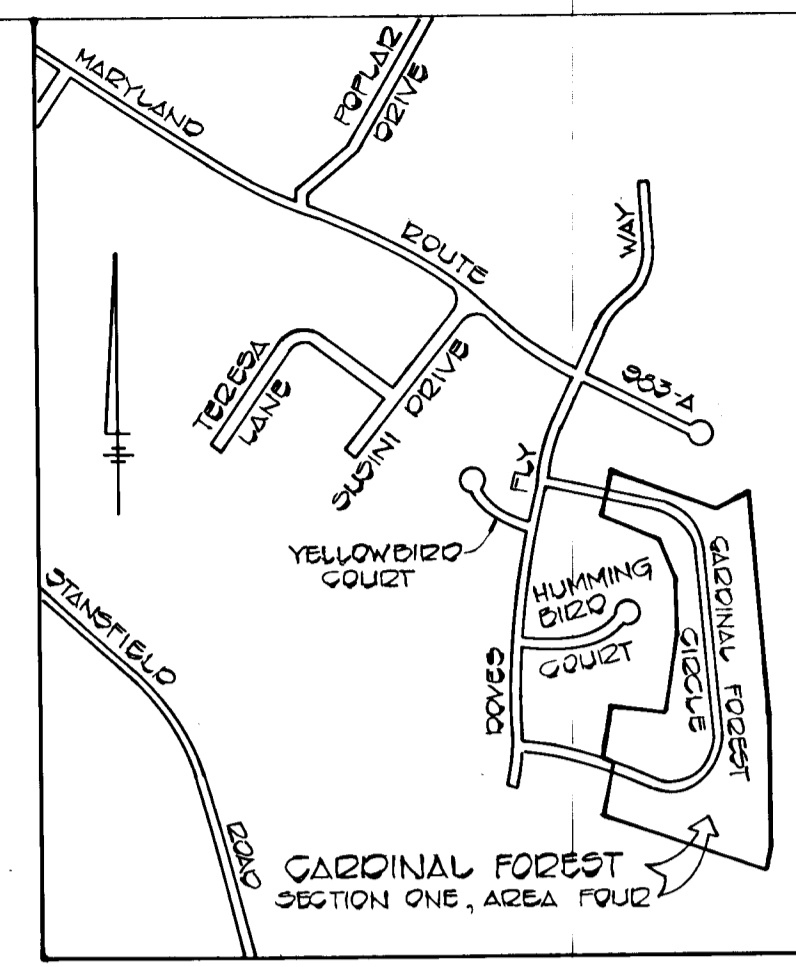 MARYLAND
POPLAR
DRIVE
ROUTE
WAY
983-A
TERESA
LANE
SUSINI DRIVE
FLY
YELLOWBIRD
COURT
HUMMING
BIRD
COURT
CARDINAL FOREST
CIRCLE
STANSFIELD
DOVES
ROAD
CARDINAL FOREST
SECTION ONE, AREA FOUR